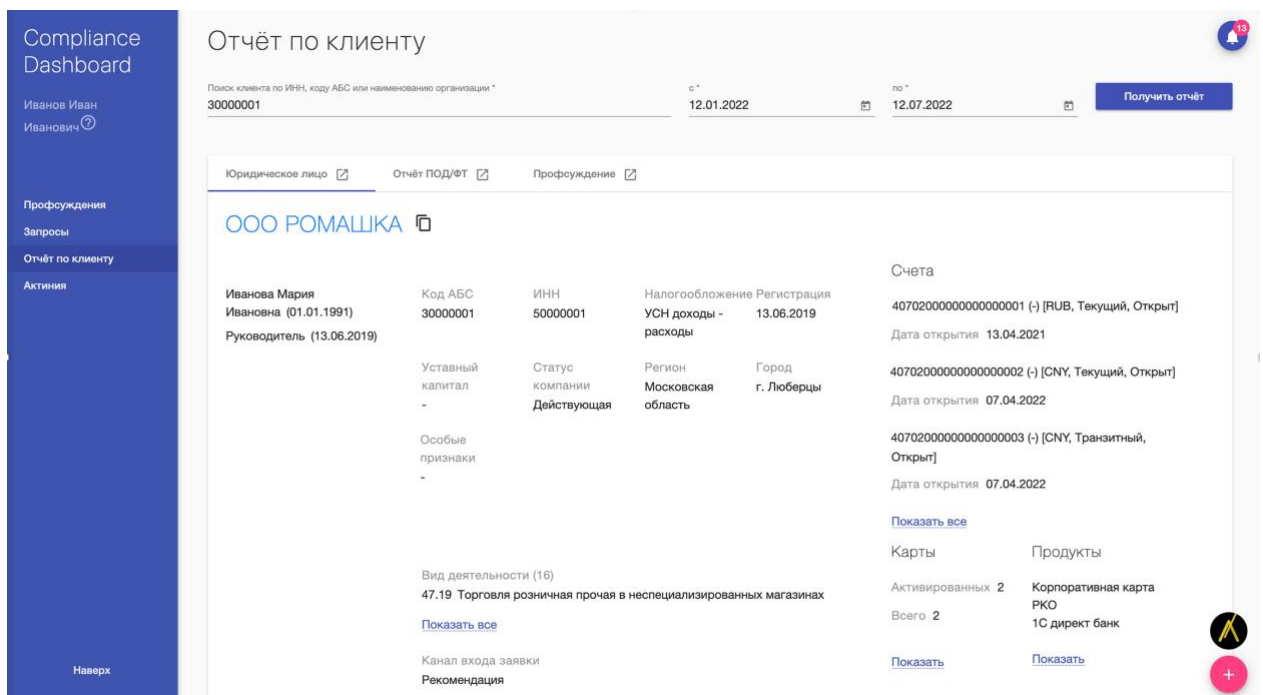 Compliance
Dashboard
Иванов Иван
Иванович
Профсуждения
Запросы
Отчёт по клиенту
Актиния
Наверх
Отчёт по клиенту
13
Поиск клиента по ИНН, коду АБС или наименованию организации *
30000001
с *
12.01.2022
по *
12.07.2022
Получить отчёт
Юридическое лицо
Отчёт ПОД/ФТ
Профсуждение
ООО РОМАШКА
Иванова Мария
Ивановна (01.01.1991)
Руководитель (13.06.2019)
Код АБС
30000001
ИНН
50000001
Налогообложение
УСН доходы -
расходы
Регистрация
13.06.2019
Уставный
капитал
-
Статус
компании
Действующая
Регион
Московская
область
Город
г. Люберцы
Особые
признаки
-
Вид деятельности (16)
47.19 Торговля розничная прочая в неспециализированных магазинах
Показать все
Канал входа заявки
Рекомендация
Счета
40702000000000000001 (-) [RUB, Текущий, Открыт]
Дата открытия 13.04.2021
40702000000000000002 (-) [CNY, Текущий, Открыт]
Дата открытия 07.04.2022
40702000000000000003 (-) [CNY, Транзитный,
Открыт]
Дата открытия 07.04.2022
Показать все
Карты
Активированных 2
Всего 2
Показать
Продукты
Корпоративная карта
РКО
1С директ банк
Показать